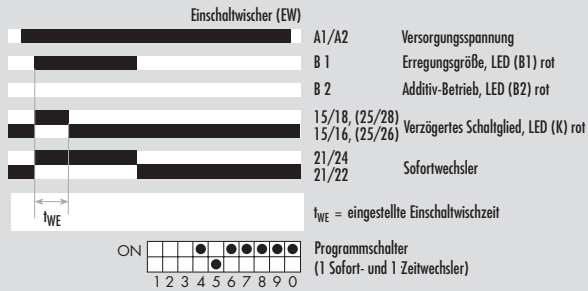 Einschaltwischer (EW)
A1/A2 Versorgungsspannung
B 1 Erregungsgröße, LED (B1) rot
B 2 Additiv-Betrieb, LED (B2) rot
15/18, (25/28)
15/16, (25/26) Verzögertes Schaltglied, LED (K) rot
21/24
21/22 Sofortwechsler
tWE
tWE = eingestellte Einschaltwischzeit
ON Programmschalter
(1 Sofort- und 1 Zeitwechsler)
1 2 3 4 5 6 7 8 9 0